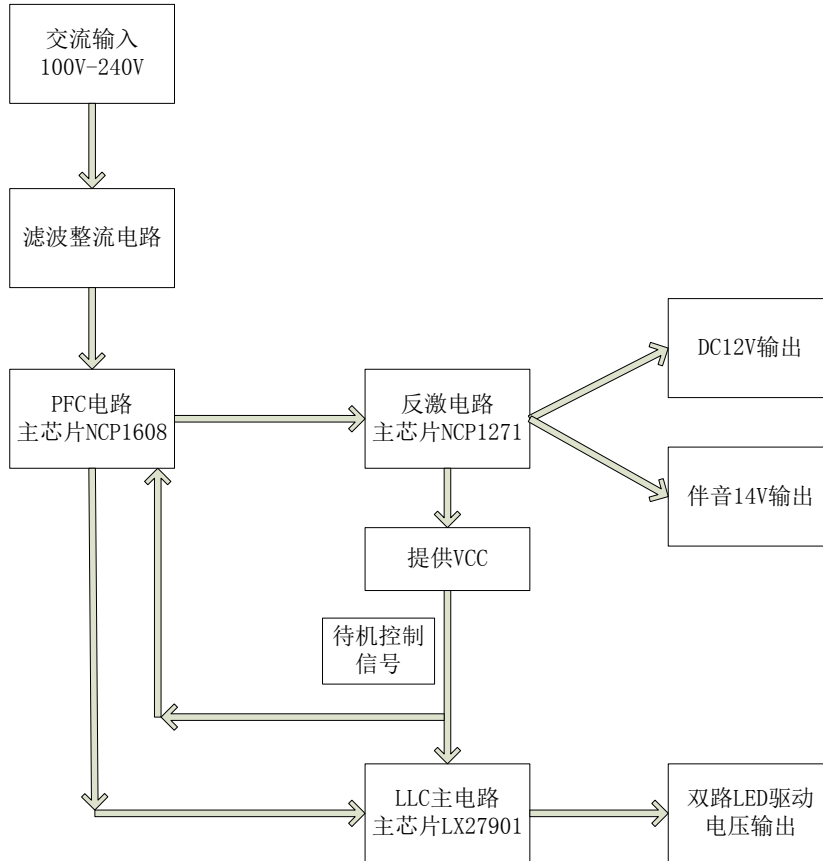 交流输入
100V-240V
滤波整流电路
PFC电路
主芯片NCP1608
反激电路
主芯片NCP1271
DC12V输出
伴音14V输出
提供VCC
待机控制
信号
LLC主电路
主芯片LX27901
双路LED驱动
电压输出